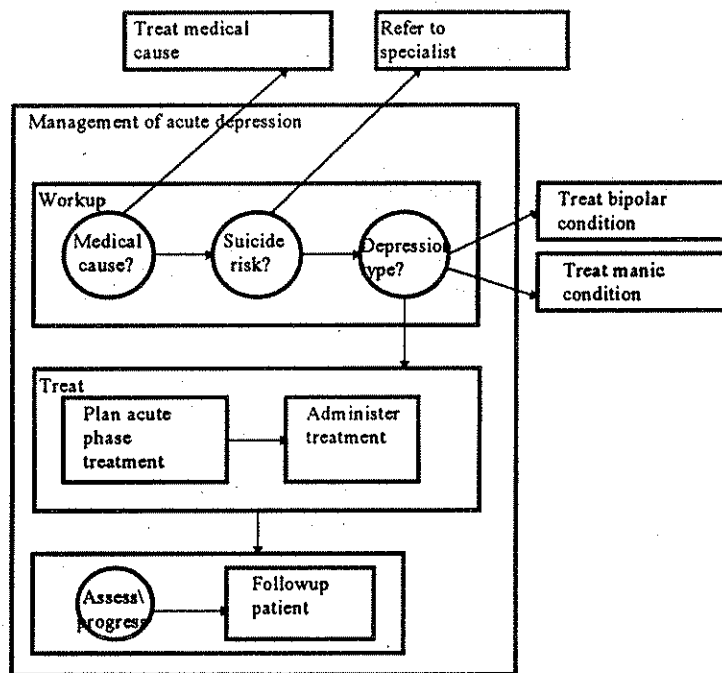 Treat medical
cause
Refer to
specialist
Management of acute depression
Workup
Medical
cause?
Suicide
risk?
Depression
type?
Treat bipolar
condition
Treat manic
condition
Treat
Plan acute
phase
treatment
Administer
treatment
Assess\
progress
Followup
patient